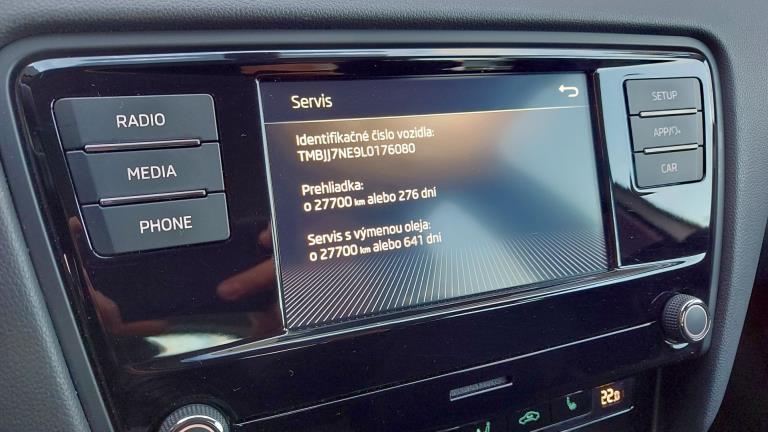 Servis
Identifikačné číslo vozidla:
TMBJJ7NE9L0176080
Prehliadka:
o 27700 km alebo 276 dní
Servis s výmenou oleja:
o 27700 km alebo 641 dní
RADIO
MEDIA
PHONE
SETUP
APP/
CAR
22.0